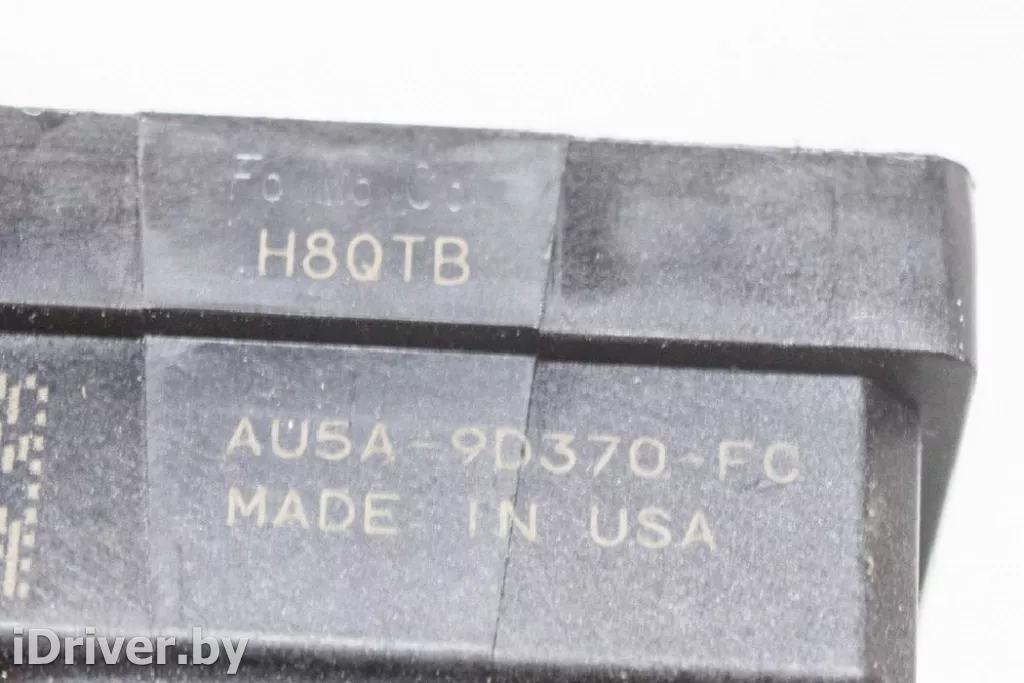 Fo Mo Co
H8QTB
AU5A-9D370-FC
MADE IN USA
iDriver.by